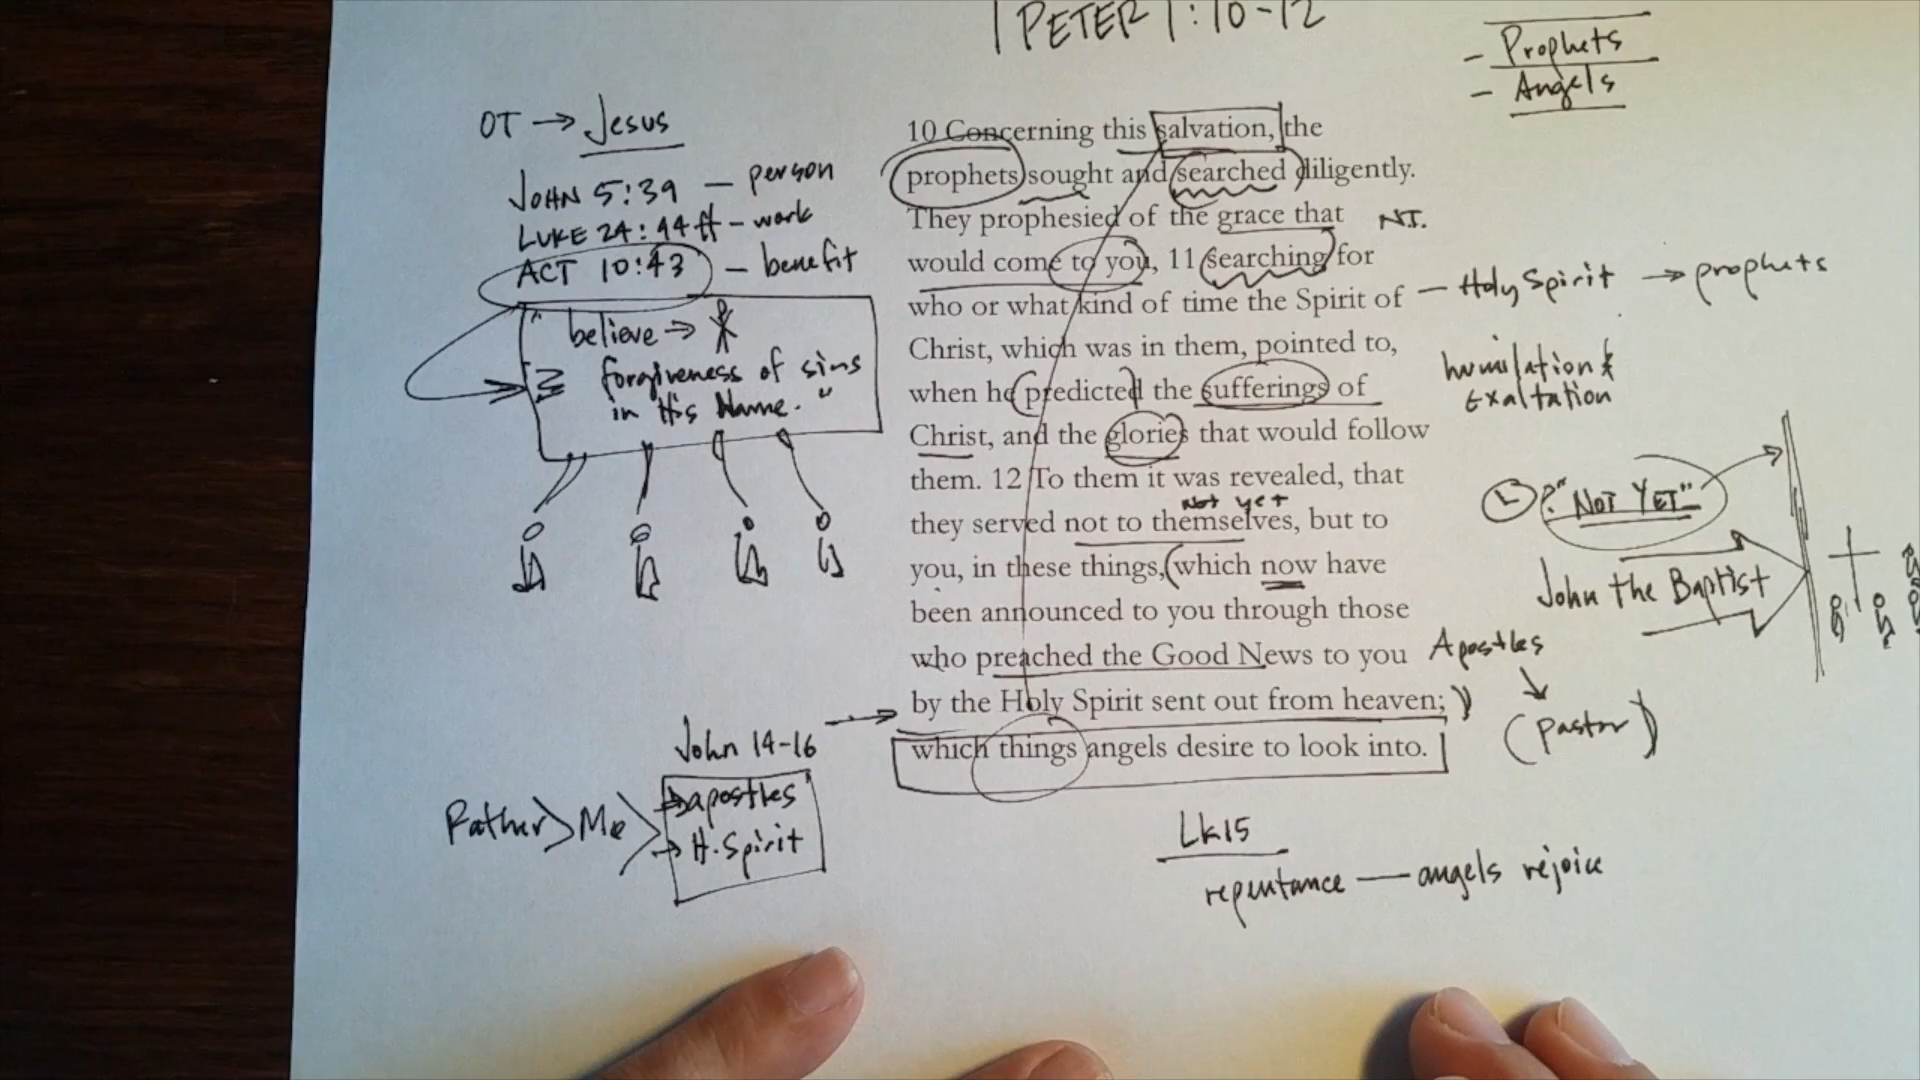 1 PETER 1:10-12
- Prophets
- Angels
OT → Jesus
JOHN 5:39 — person
LUKE 24:44ff - work
ACT 10:43 — benefit
" believe →
forgiveness of sins
in His Name. "
10 Concerning this salvation, the
prophets sought and searched diligently.
They prophesied of the grace that
N.T.
would come to you, 11 searching for
who or what kind of time the Spirit of
— Holy Spirit → prophets
Christ, which was in them, pointed to,
when he predicted the sufferings of
humiliation &
Exaltation
Christ, and the glories that would follow
them. 12 To them it was revealed, that
Not yet
they served not to themselves, but to
you, in these things, which now have
been announced to you through those
who preached the Good News to you
by the Holy Spirit sent out from heaven;
which things angels desire to look into.
L ? "NOT YET"
John the Baptist
Apostles
(Pastor)
John 14-16 →
Father > Me >
→ apostles
→ H. Spirit
Lk15
repentance — angels rejoice